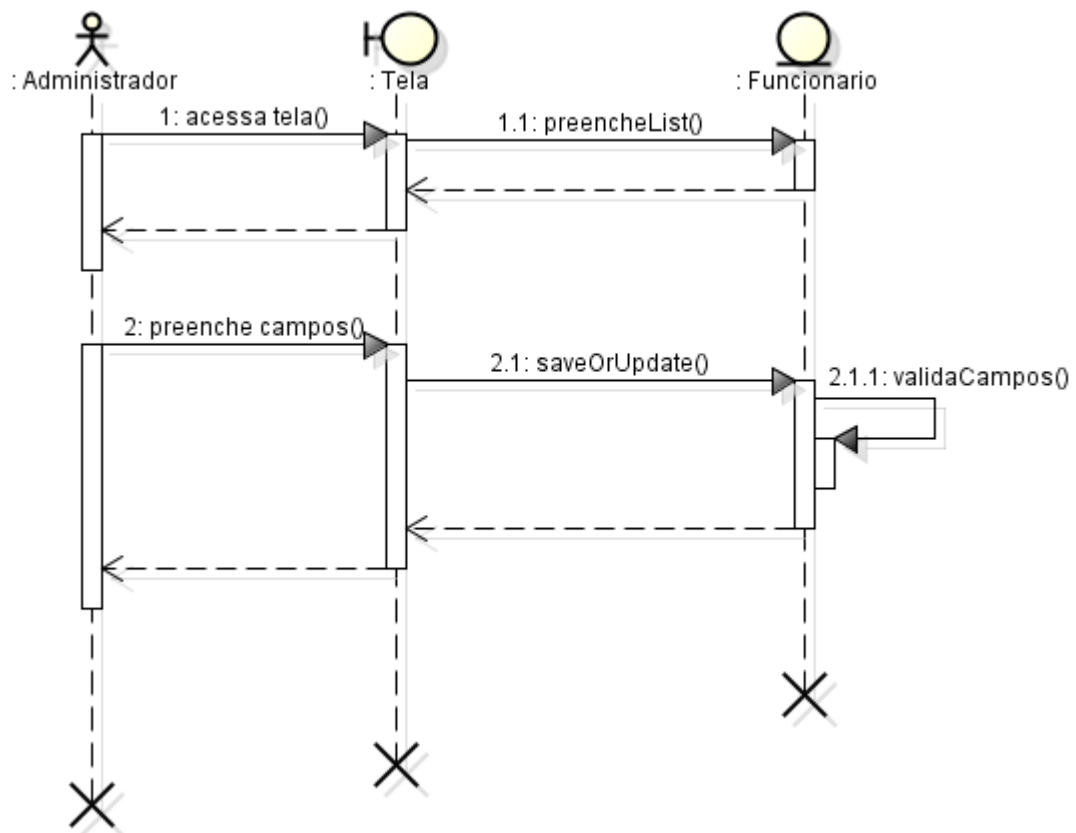 : Administrador
: Tela
: Funcionario
1: acessa tela()
1.1: preencheList()
2: preenche campos()
2.1: saveOrUpdate()
2.1.1: validaCampos()